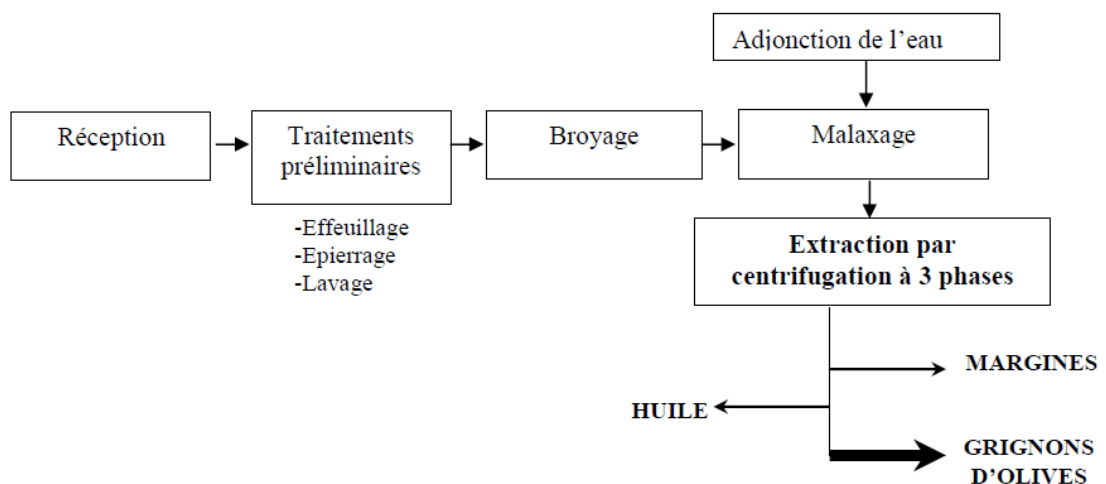 Adjonction de l'eau
Réception
Traitements
préliminaires
Broyage
Malaxage
-Effeuillage
-Epierrage
-Lavage
Extraction par
centrifugation à 3 phases
MARGINES
HUILE
GRIGNONS
D'OLIVES